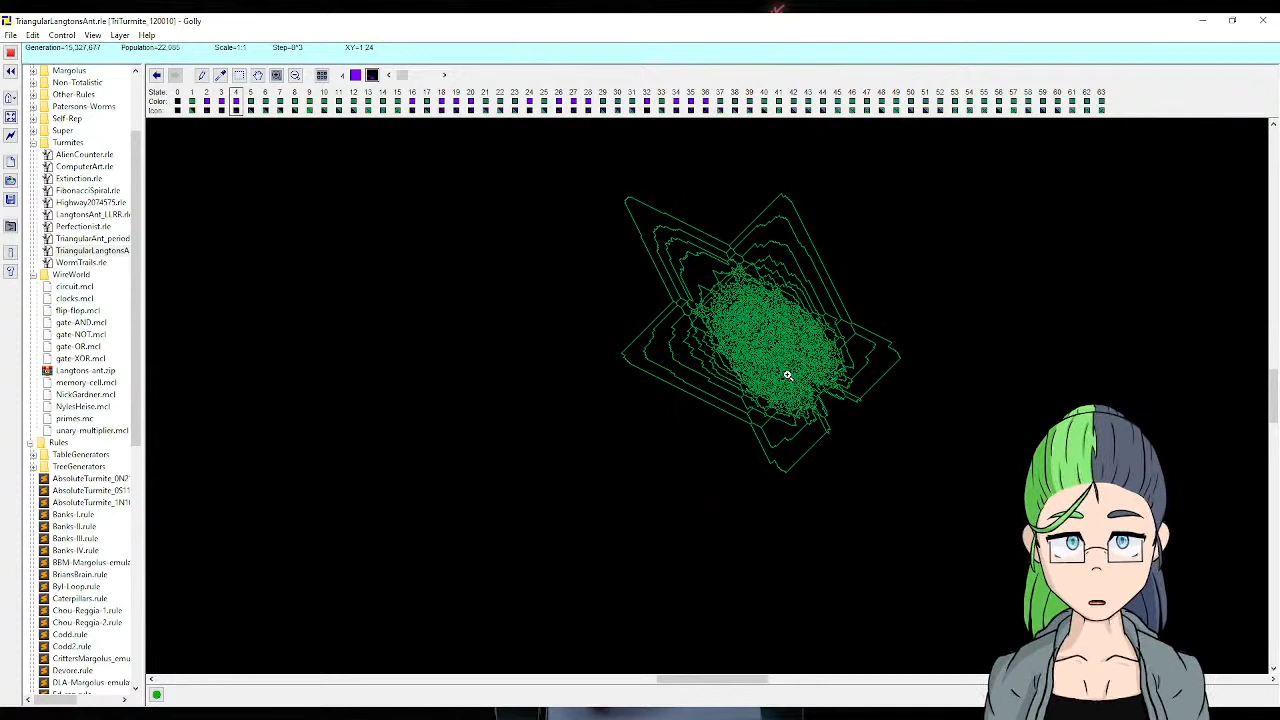 TriangularLangtonsAnt.rle [TriTurmite_120010] - Golly
File Edit Control View Layer Help
Generation=15,327,677 Population=22,085 Scale=1:1 Step=8^3 XY=1 24
4
State: 0 1 2 3 4 5 6 7 8 9 10 11 12 13 14 15 16 17 18 19 20 21 22 23 24 25 26 27 28 29 30 31 32 33 34 35 36 37 38 39 40 41 42 43 44 45 46 47 48 49 50 51 52 53 54 55 56 57 58 59 60 61 62 63
Color:
Icon:
Margolus
Non-Totalistic
Other-Rules
Patersons-Worms
Self-Rep
Super
Turmites
AlienCounter.rle
ComputerArt.rle
Extinction.rle
FibonacciSpiral.rle
Highway2074575.rle
LangtonsAnt_LLRR.rl
Perfectionist.rle
TriangularAnt_period
TriangularLangtonsA
WormTrails.rle
WireWorld
circuit.mcl
clocks.mcl
flip-flop.mcl
gate-AND.mcl
gate-NOT.mcl
gate-OR.mcl
gate-XOR.mcl
Langtons-ant.zip
memory-cell.mcl
NickGardner.mcl
NylesHeise.mcl
primes.mc
unary-multiplier.mcl
Rules
TableGenerators
TreeGenerators
AbsoluteTurmite_0N2
AbsoluteTurmite_0S11
AbsoluteTurmite_1N1
Banks-I.rule
Banks-II.rule
Banks-III.rule
Banks-IV.rule
BBM-Margolus-emula
BriansBrain.rule
Byl-Loop.rule
Caterpillars.rule
Chou-Reggia-1.rule
Chou-Reggia-2.rule
Codd.rule
Codd2.rule
CrittersMargolus_emu
Devore.rule
DLA-Margolus-emula